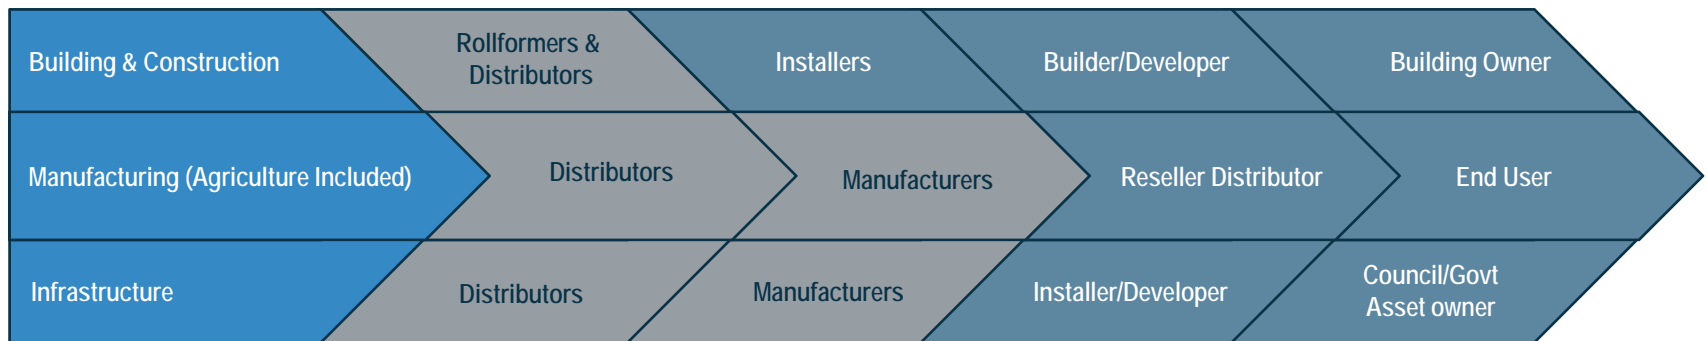 Building & Construction
Rollformers &
Distributors
Installers
Builder/Developer
Building Owner
Manufacturing (Agriculture Included)
Distributors
Manufacturers
Reseller Distributor
End User
Infrastructure
Distributors
Manufacturers
Installer/Developer
Council/Govt
Asset owner